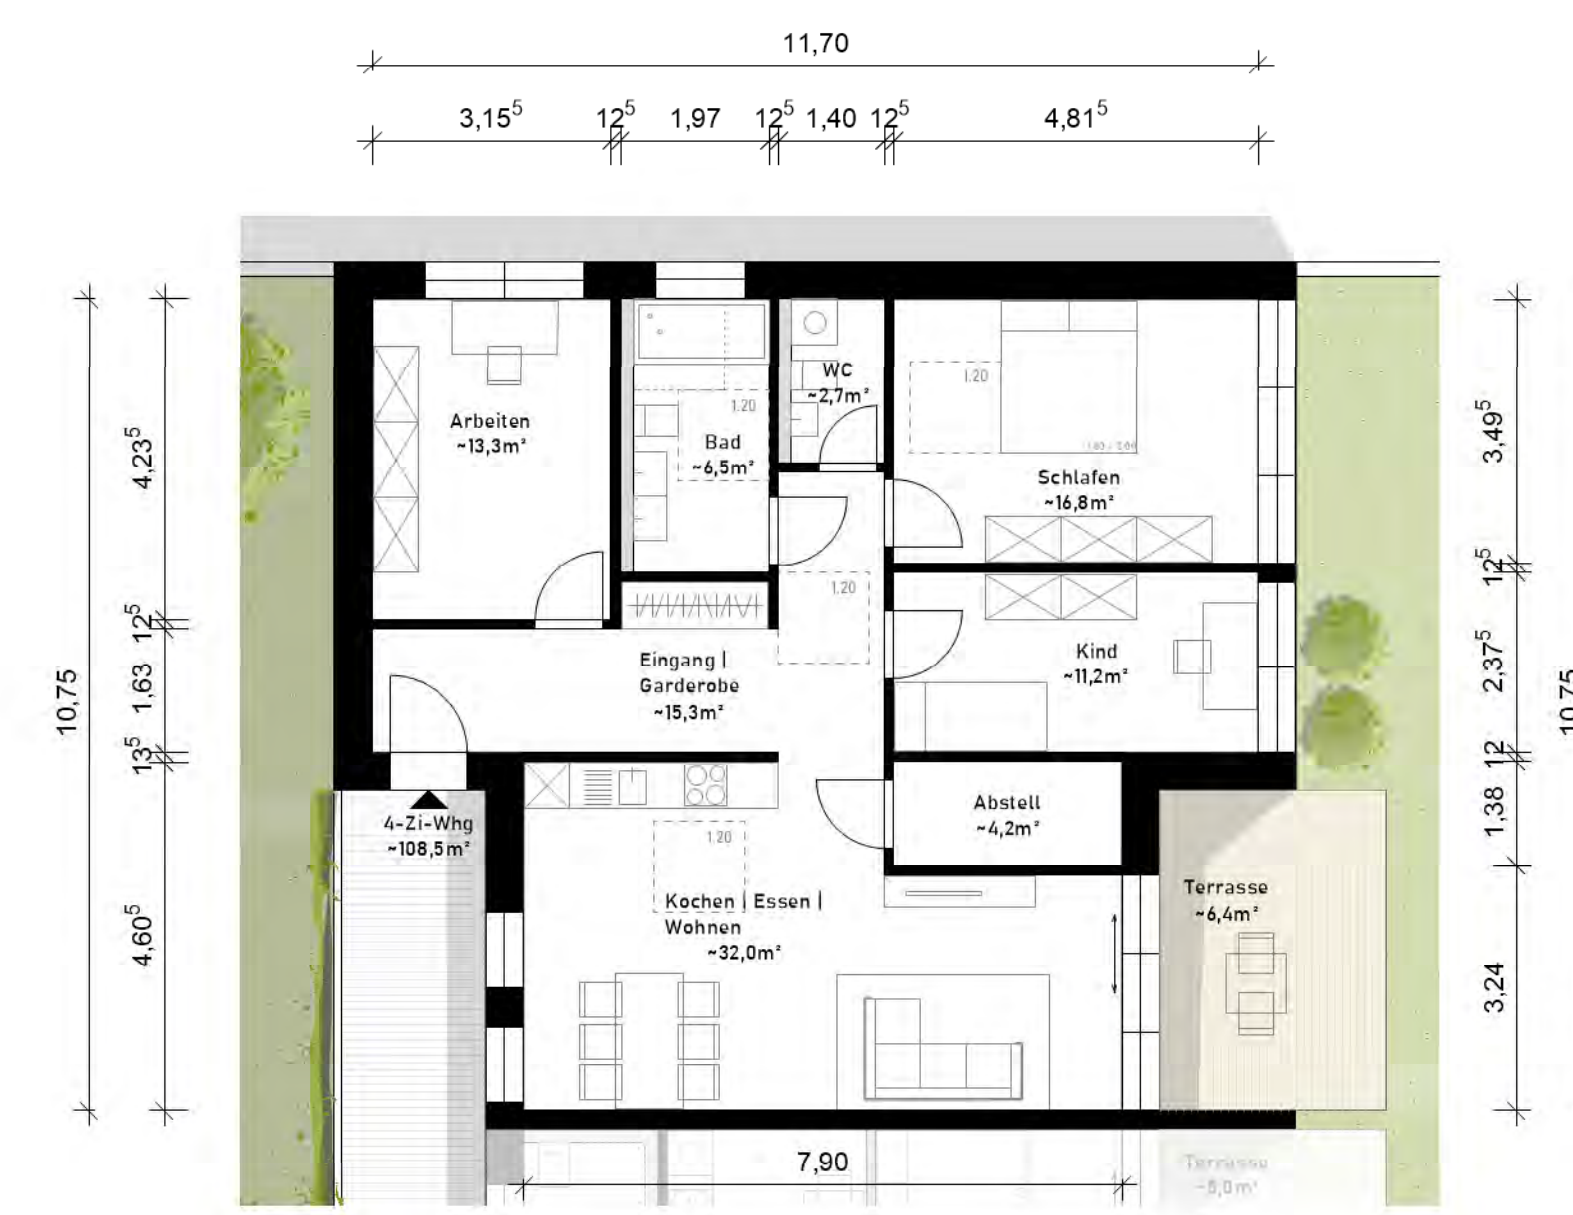 11,70
3,15⁵ 12⁵ 1,97 12⁵ 1,40 12⁵ 4,81⁵
10,75
4,23⁵
12⁵
1,63
13⁵
4,60⁵
3,49⁵
12⁵
2,37⁵
12
1,38
3,24
10,75
Arbeiten
~13,3m²
1.20
Bad
~6,5m²
WC
~2,7m²
1.20
Schlafen
~16,8m²
1.20
Eingang |
Garderobe
~15,3m²
Kind
~11,2m²
4-Zi-Whg
~108,5m²
1.20
Kochen | Essen |
Wohnen
~32,0m²
Abstell
~4,2m²
Terrasse
~6,4m²
7,90
Terrasse